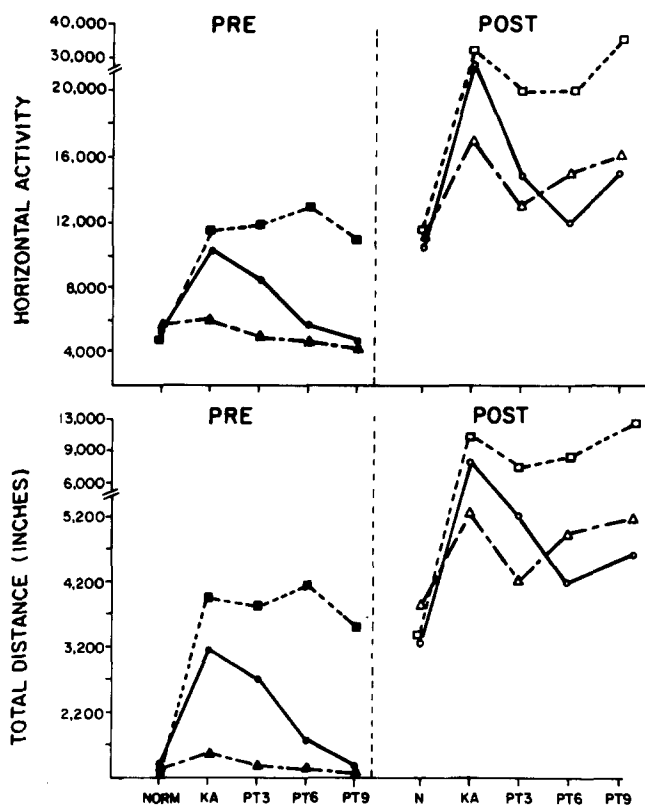 PRE POST
HORIZONTAL ACTIVITY
40,000
30,000
20,000
16,000
12,000
8,000
4,000
PRE POST
TOTAL DISTANCE (INCHES)
13,000
9,000
6,000
5,200
4,200
3,200
2,200
NORM KA PT3 PT6 PT9 N KA PT3 PT6 PT9